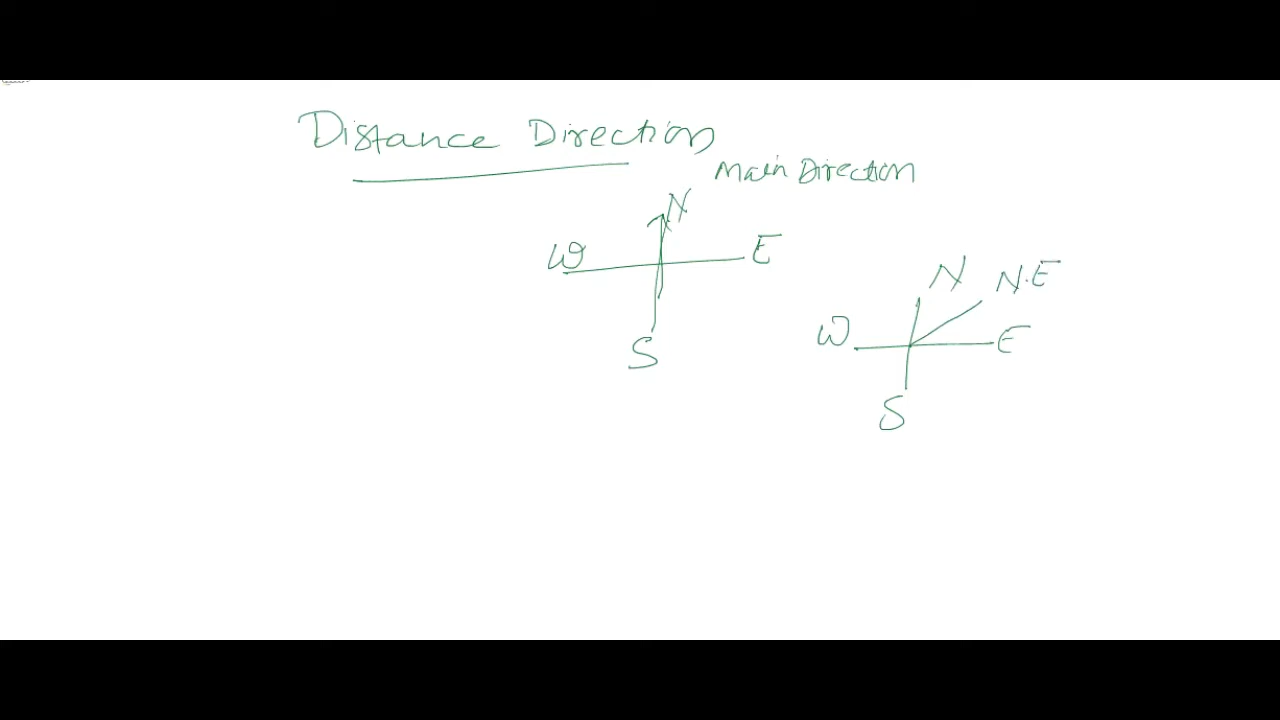 Distance Direction
Main Direction
N
W E
S
N N.E
W E
S